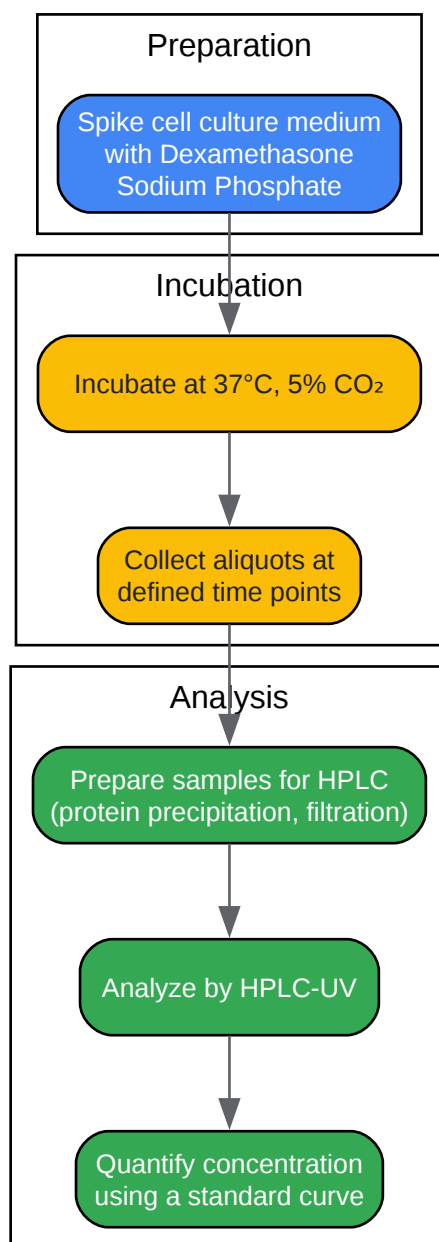 Preparation
Spike cell culture medium
with Dexamethasone
Sodium Phosphate
Incubation
Incubate at 37°C, 5% CO₂
Collect aliquots at
defined time points
Analysis
Prepare samples for HPLC
(protein precipitation, filtration)
Analyze by HPLC-UV
Quantify concentration
using a standard curve